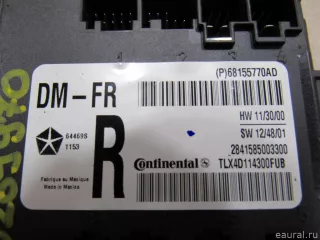 (P)68155770AD
DM-FR
HW 11/30/00
SW 12/48/01
64469S
1153
R
2841585003300
Continental
TLX4D114300FUB
Fabrique au Mexique
Made in Mexico
eaural.ru